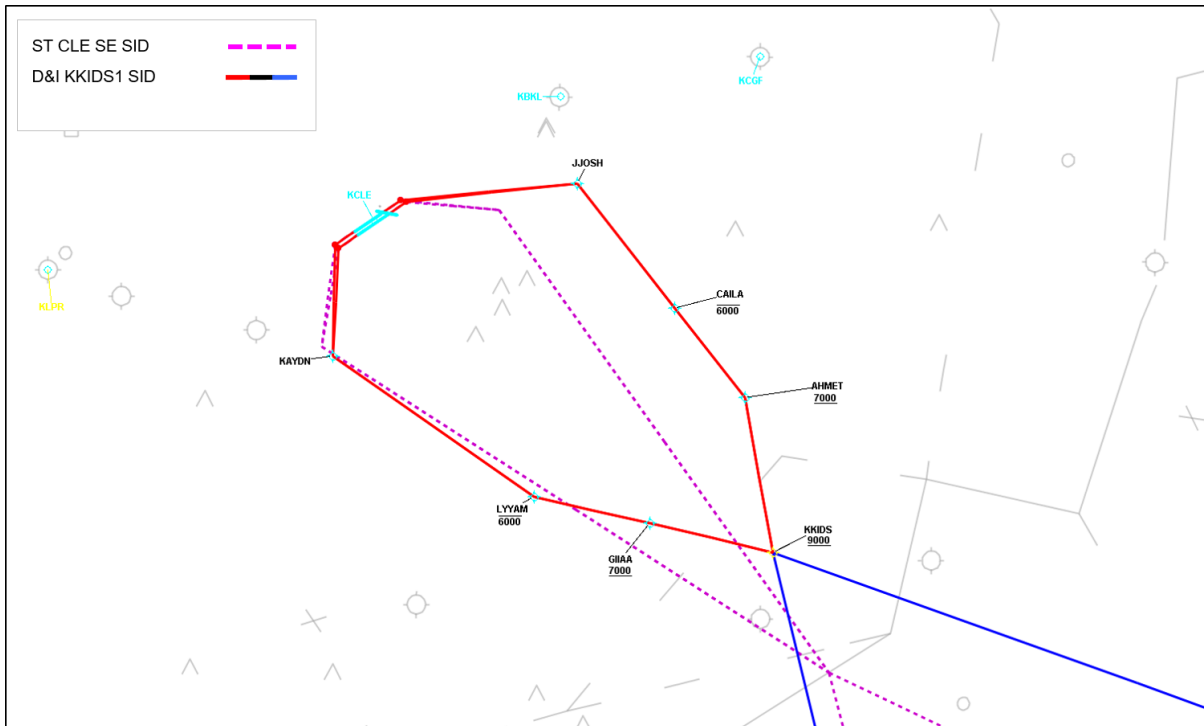 ST CLE SE SID
D&I KKIDS1 SID
KCGF
KBKL
JJOSH
KCLE
KLPR
CAILA
6000
KAYDN
AHMET
7000
LYYAM
6000
GIIAA
7000
KKIDS
9000